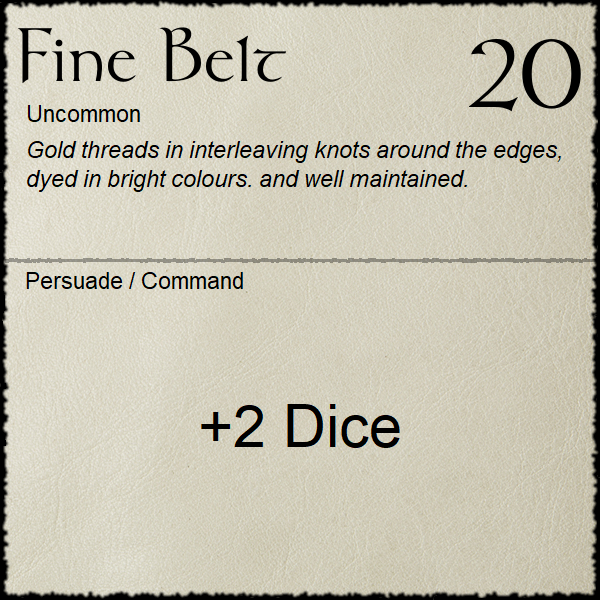 Fine Belt
20
Uncommon
Gold threads in interleaving knots around the edges,
dyed in bright colours. and well maintained.
Persuade / Command
+2 Dice